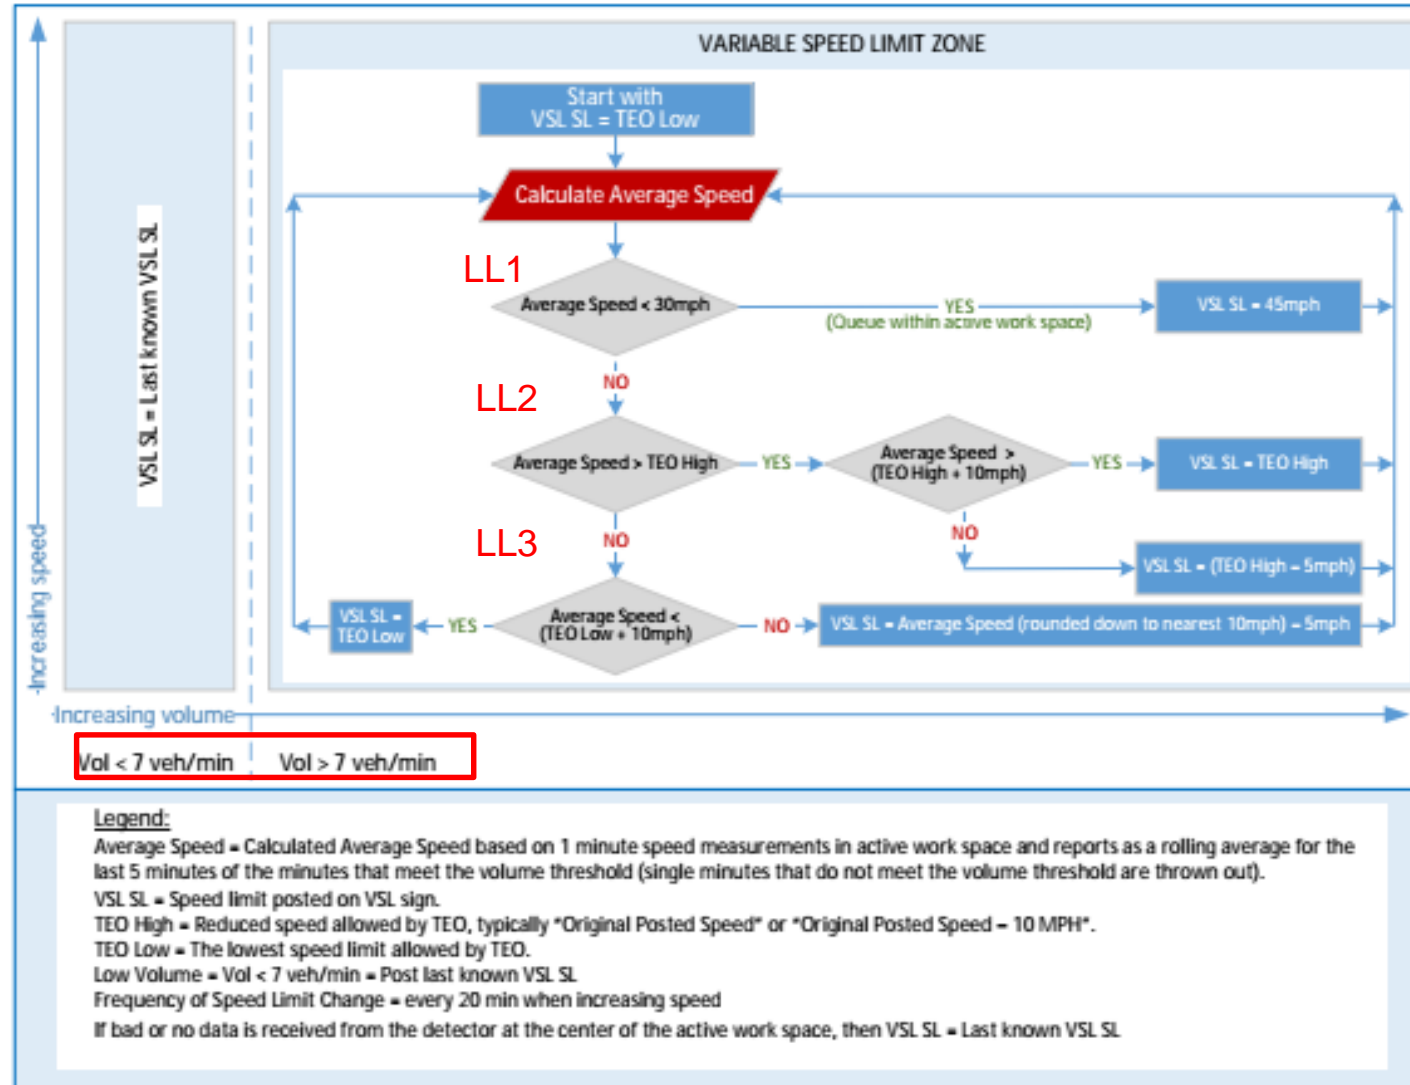 VARIABLE SPEED LIMIT ZONE
Start with
VSL SL = TEO Low
Calculate Average Speed
LL1
Average Speed < 30mph
YES
(Queue within active work space)
VSL SL = 45mph
NO
LL2
Average Speed > TEO High
YES
Average Speed >
(TEO High + 10mph)
YES
VSL SL = TEO High
NO
VSL SL = (TEO High – 5mph)
NO
LL3
Average Speed <
(TEO Low + 10mph)
YES
VSL SL =
TEO Low
NO
VSL SL = Average Speed (rounded down to nearest 10mph) – 5mph
VSL SL = Last known VSL SL
Increasing speed
Increasing volume
Vol < 7 veh/min
Vol > 7 veh/min
Legend:
Average Speed = Calculated Average Speed based on 1 minute speed measurements in active work space and reports as a rolling average for the
last 5 minutes of the minutes that meet the volume threshold (single minutes that do not meet the volume threshold are thrown out).
VSL SL = Speed limit posted on VSL sign.
TEO High = Reduced speed allowed by TEO, typically "Original Posted Speed" or "Original Posted Speed – 10 MPH".
TEO Low = The lowest speed limit allowed by TEO.
Low Volume = Vol < 7 veh/min = Post last known VSL SL
Frequency of Speed Limit Change = every 20 min when increasing speed
If bad or no data is received from the detector at the center of the active work space, then VSL SL = Last known VSL SL